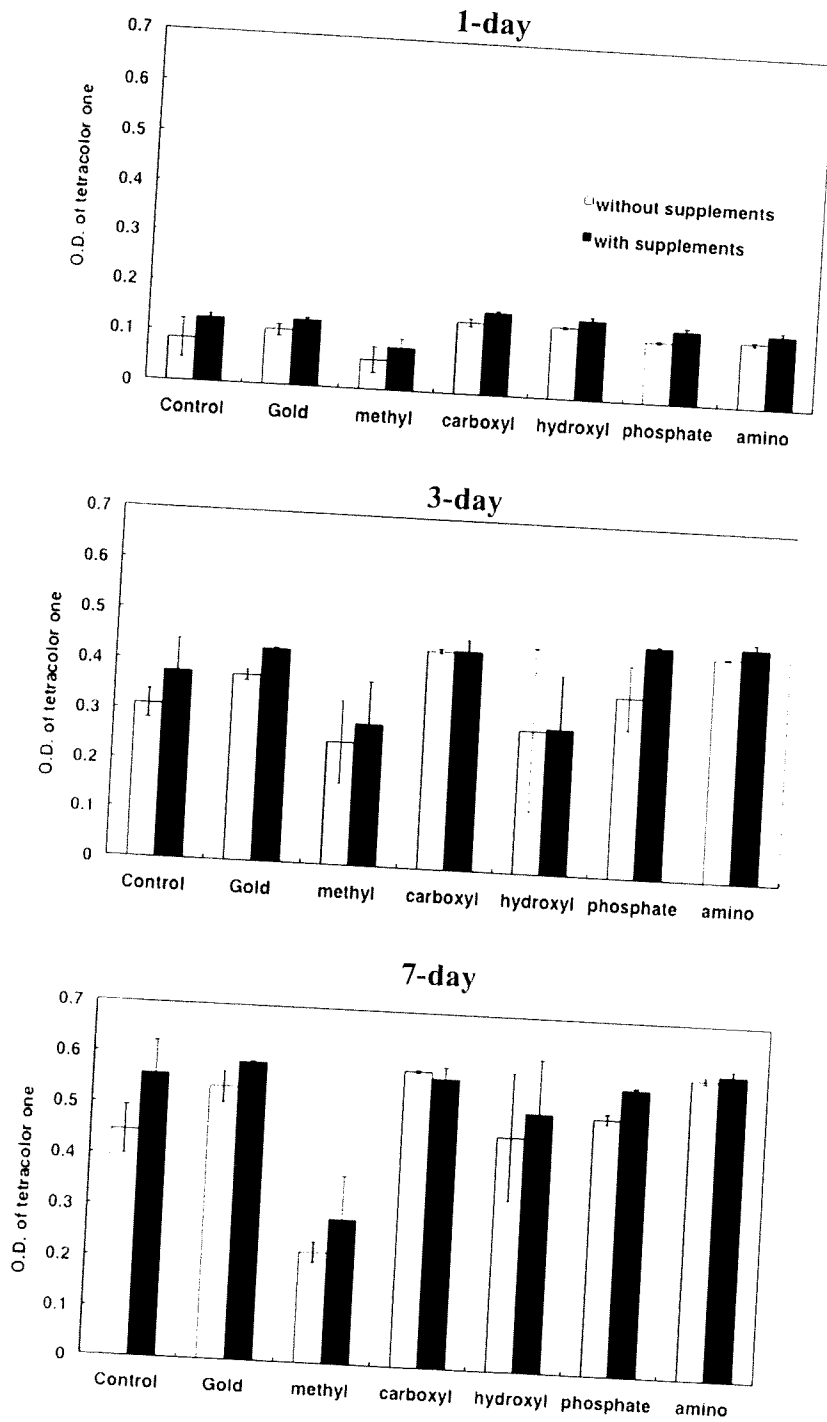 1-day
0.7
0.6
0.5
0.4
0.3
0.2
0.1
0
O.D. of tetracolor one
without supplements
with supplements
Control Gold methyl carboxyl hydroxyl phosphate amino
3-day
0.7
0.6
0.5
0.4
0.3
0.2
0.1
0
O.D. of tetracolor one
Control Gold methyl carboxyl hydroxyl phosphate amino
7-day
0.7
0.6
0.5
0.4
0.3
0.2
0.1
0
O.D. of tetracolor one
Control Gold methyl carboxyl hydroxyl phosphate amino